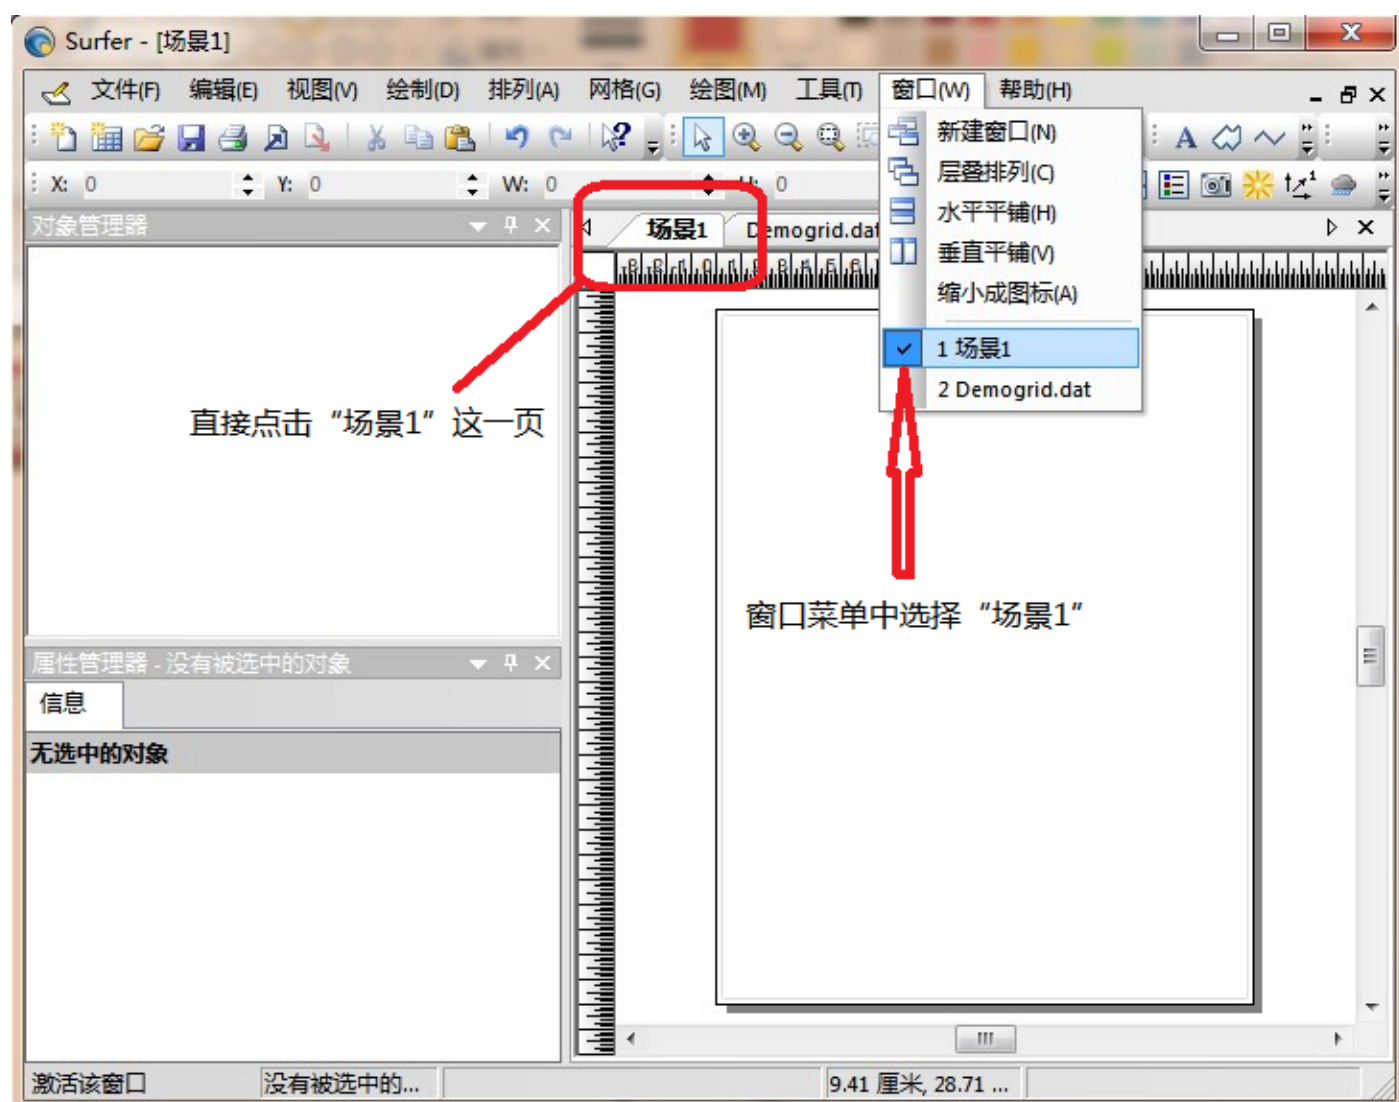 Surfer - [场景1]
文件(F) 编辑(E) 视图(V) 绘制(D) 排列(A) 网格(G) 绘图(M) 工具(T) 窗口(W) 帮助(H)
新建窗口(N)
层叠排列(C)
水平平铺(H)
垂直平铺(V)
缩小成图标(A)
1 场景1
2 Demogrid.dat
X: 0 Y: 0 W: 0 H: 0
对象管理器
场景1 Demogrid.dat
直接点击“场景1”这一页
窗口菜单中选择“场景1”
属性管理器 - 没有被选中的对象
信息
无选中的对象
激活该窗口 没有被选中的... 9.41 厘米, 28.71 ...